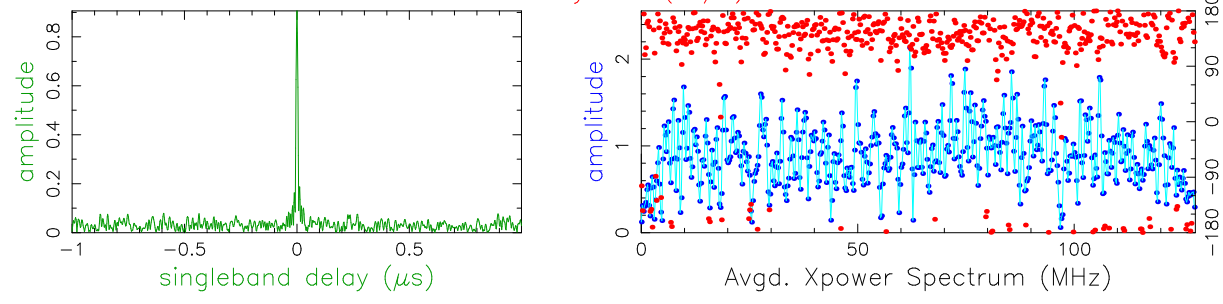 0 0.2 0.4 0.6 0.8
amplitude
-1 -0.5 0 0.5
singleband delay (μs)
0 1 2
amplitude
0 50 100
Avgd. Xpower Spectrum (MHz)
-180 -90 0 90 180